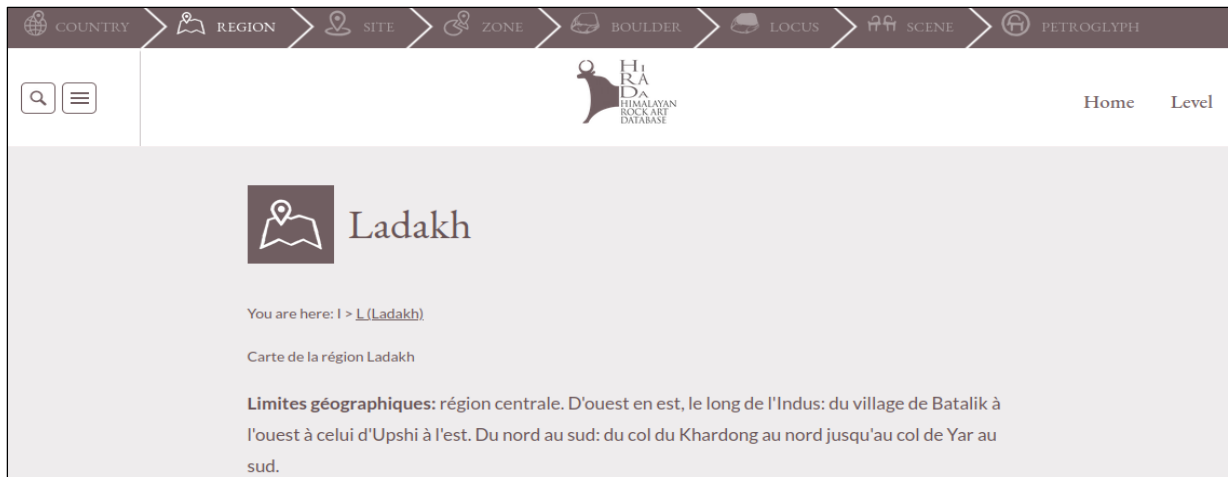 COUNTRY REGION SITE ZONE BOULDER LOCUS SCENE PETROGLYPH
HI
RA
DA
HIMALAYAN
ROCK ART
DATABASE
Home Level
Ladakh
You are here: I > L (Ladakh)
Carte de la région Ladakh
Limites géographiques: région centrale. D'ouest en est, le long de l'Indus: du village de Batalik à
l'ouest à celui d'Upshi à l'est. Du nord au sud: du col du Khardong au nord jusqu'au col de Yar au
sud.